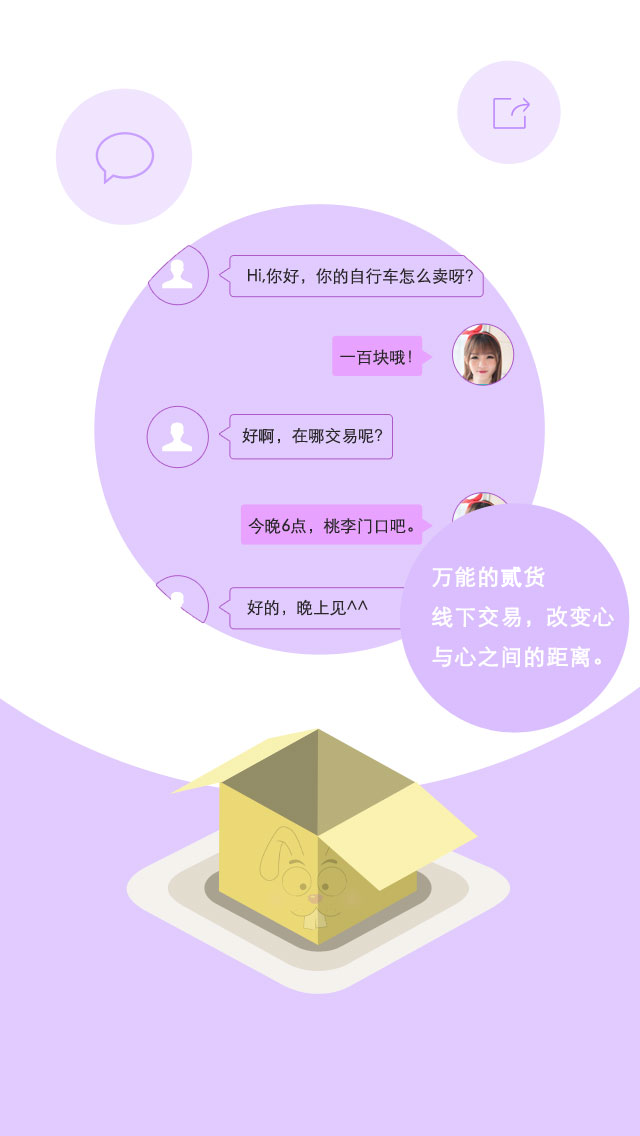 Hi,你好，你的自行车怎么卖呀?
一百块哦!
好啊，在哪交易呢?
今晚6点，桃李门口吧。
好的，晚上见^^
万能的贰货
线下交易，改变心
与心之间的距离。